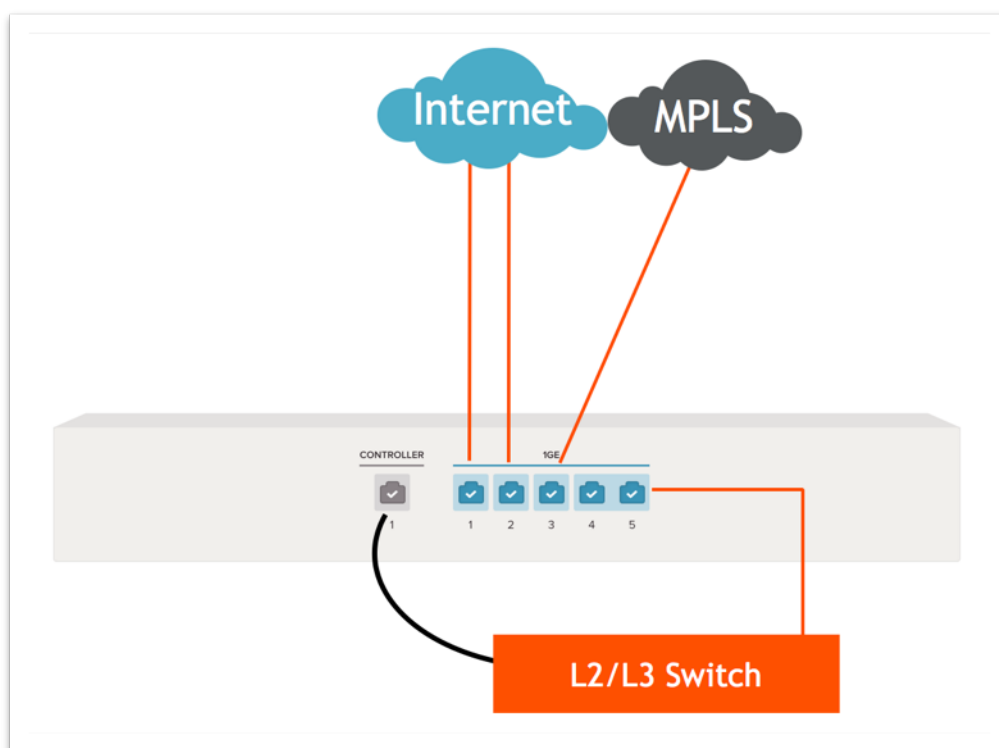 Internet
MPLS
CONTROLLER
1GE
1
1 2 3 4 5
L2/L3 Switch